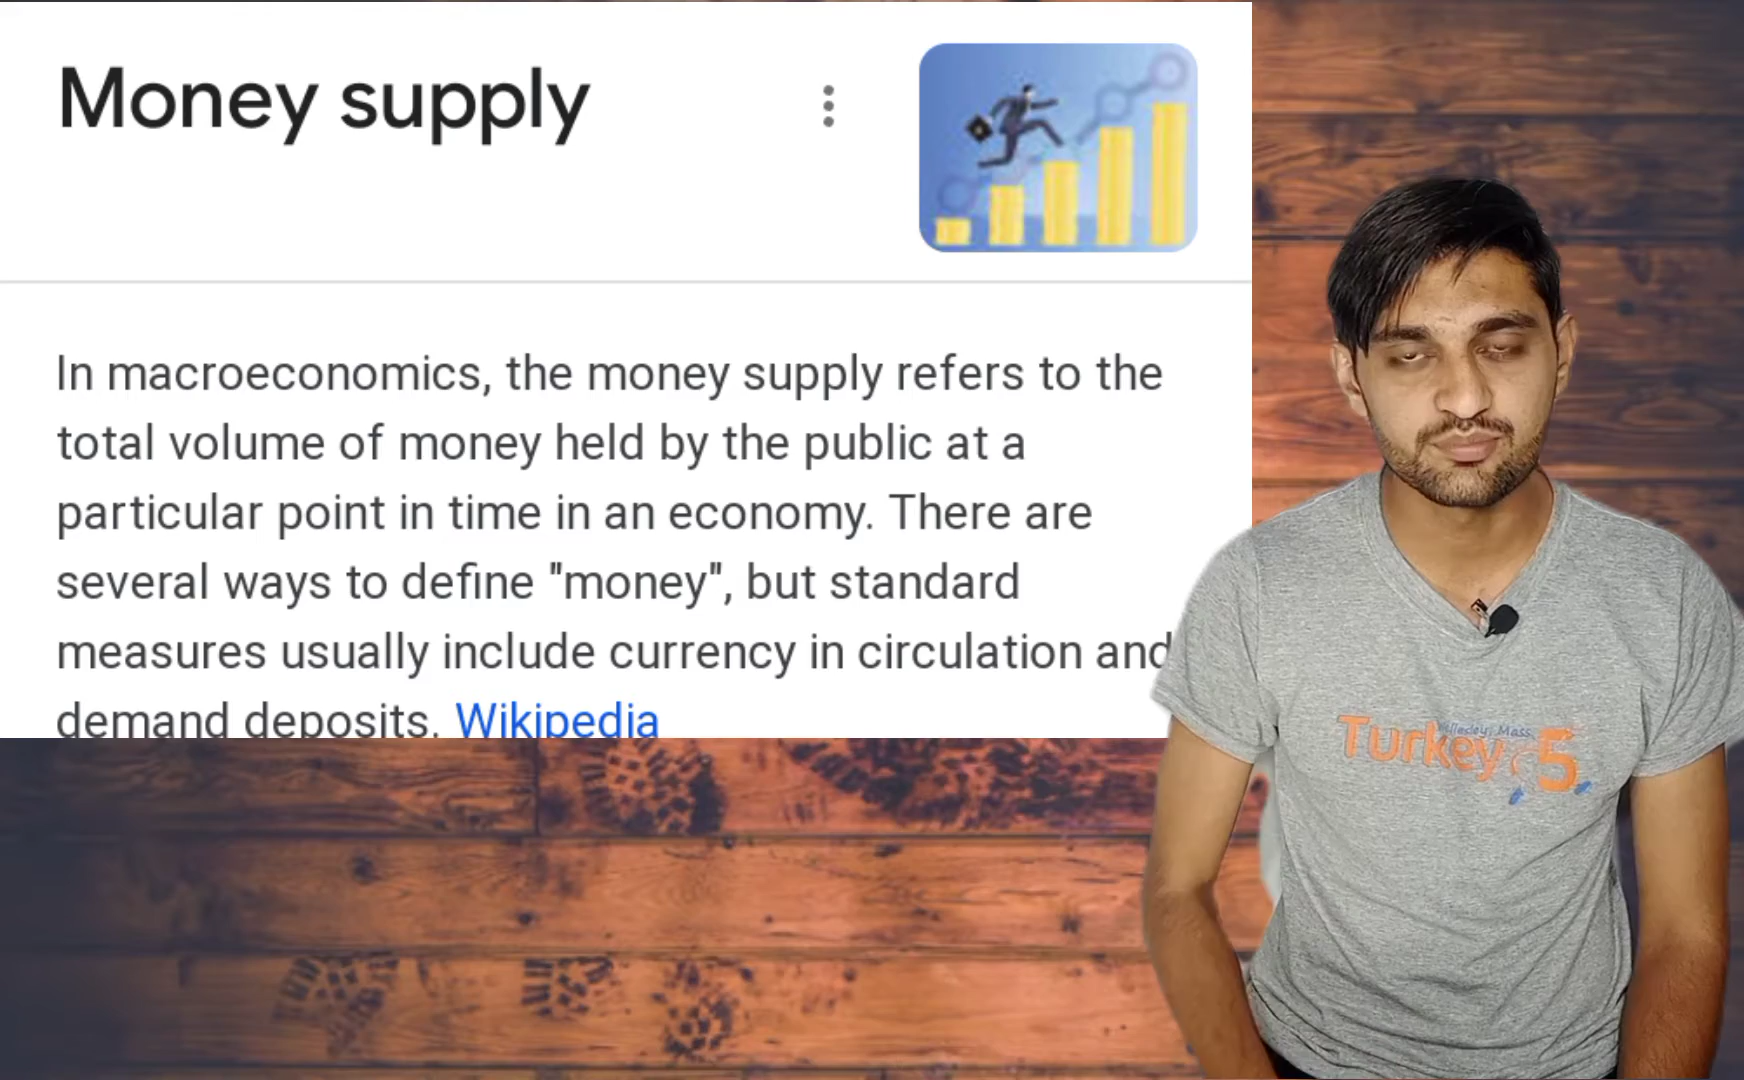 Money supply
In macroeconomics, the money supply refers to the
total volume of money held by the public at a
particular point in time in an economy. There are
several ways to define "money", but standard
measures usually include currency in circulation and
demand deposits. Wikipedia
Wellesley, Mass.
Turkey 5